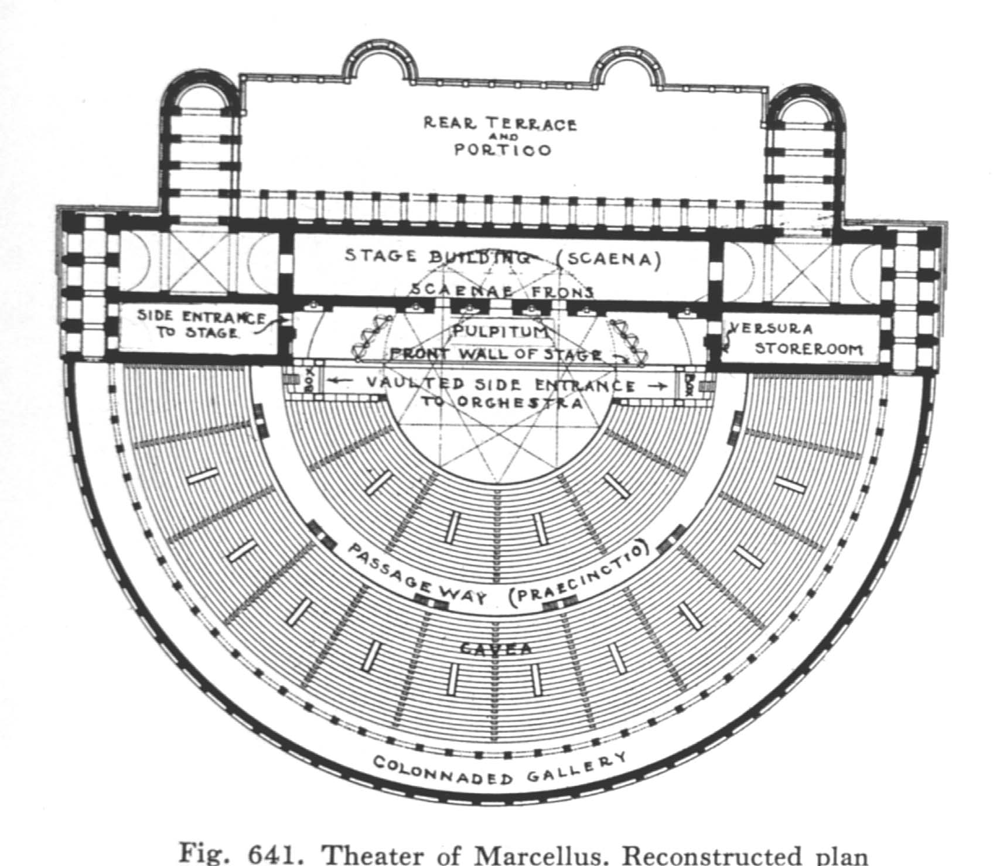 REAR TERRACE
AND
PORTICO
STAGE BUILDING (SCAENA)
SCAENAE FRONS
SIDE ENTRANCE
TO STAGE
PULPITUM
VERSURA
STOREROOM
FRONT WALL OF STAGE
BOX
VAULTED SIDE ENTRANCE
TO ORCHESTRA
BOX
PASSAGE WAY (PRAECINCTIO)
CAVEA
COLONNADED GALLERY
Fig. 641. Theater of Marcellus. Reconstructed plan